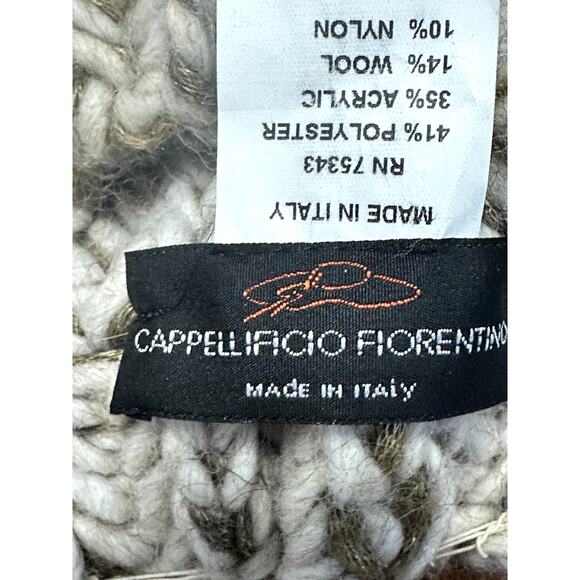 MADE IN ITALY
RN 75343
41% POLYESTER
35% ACRYLIC
14% WOOL
10% NYLON
CAPPELLIFICIO FIORENTINO
MADE IN ITALY